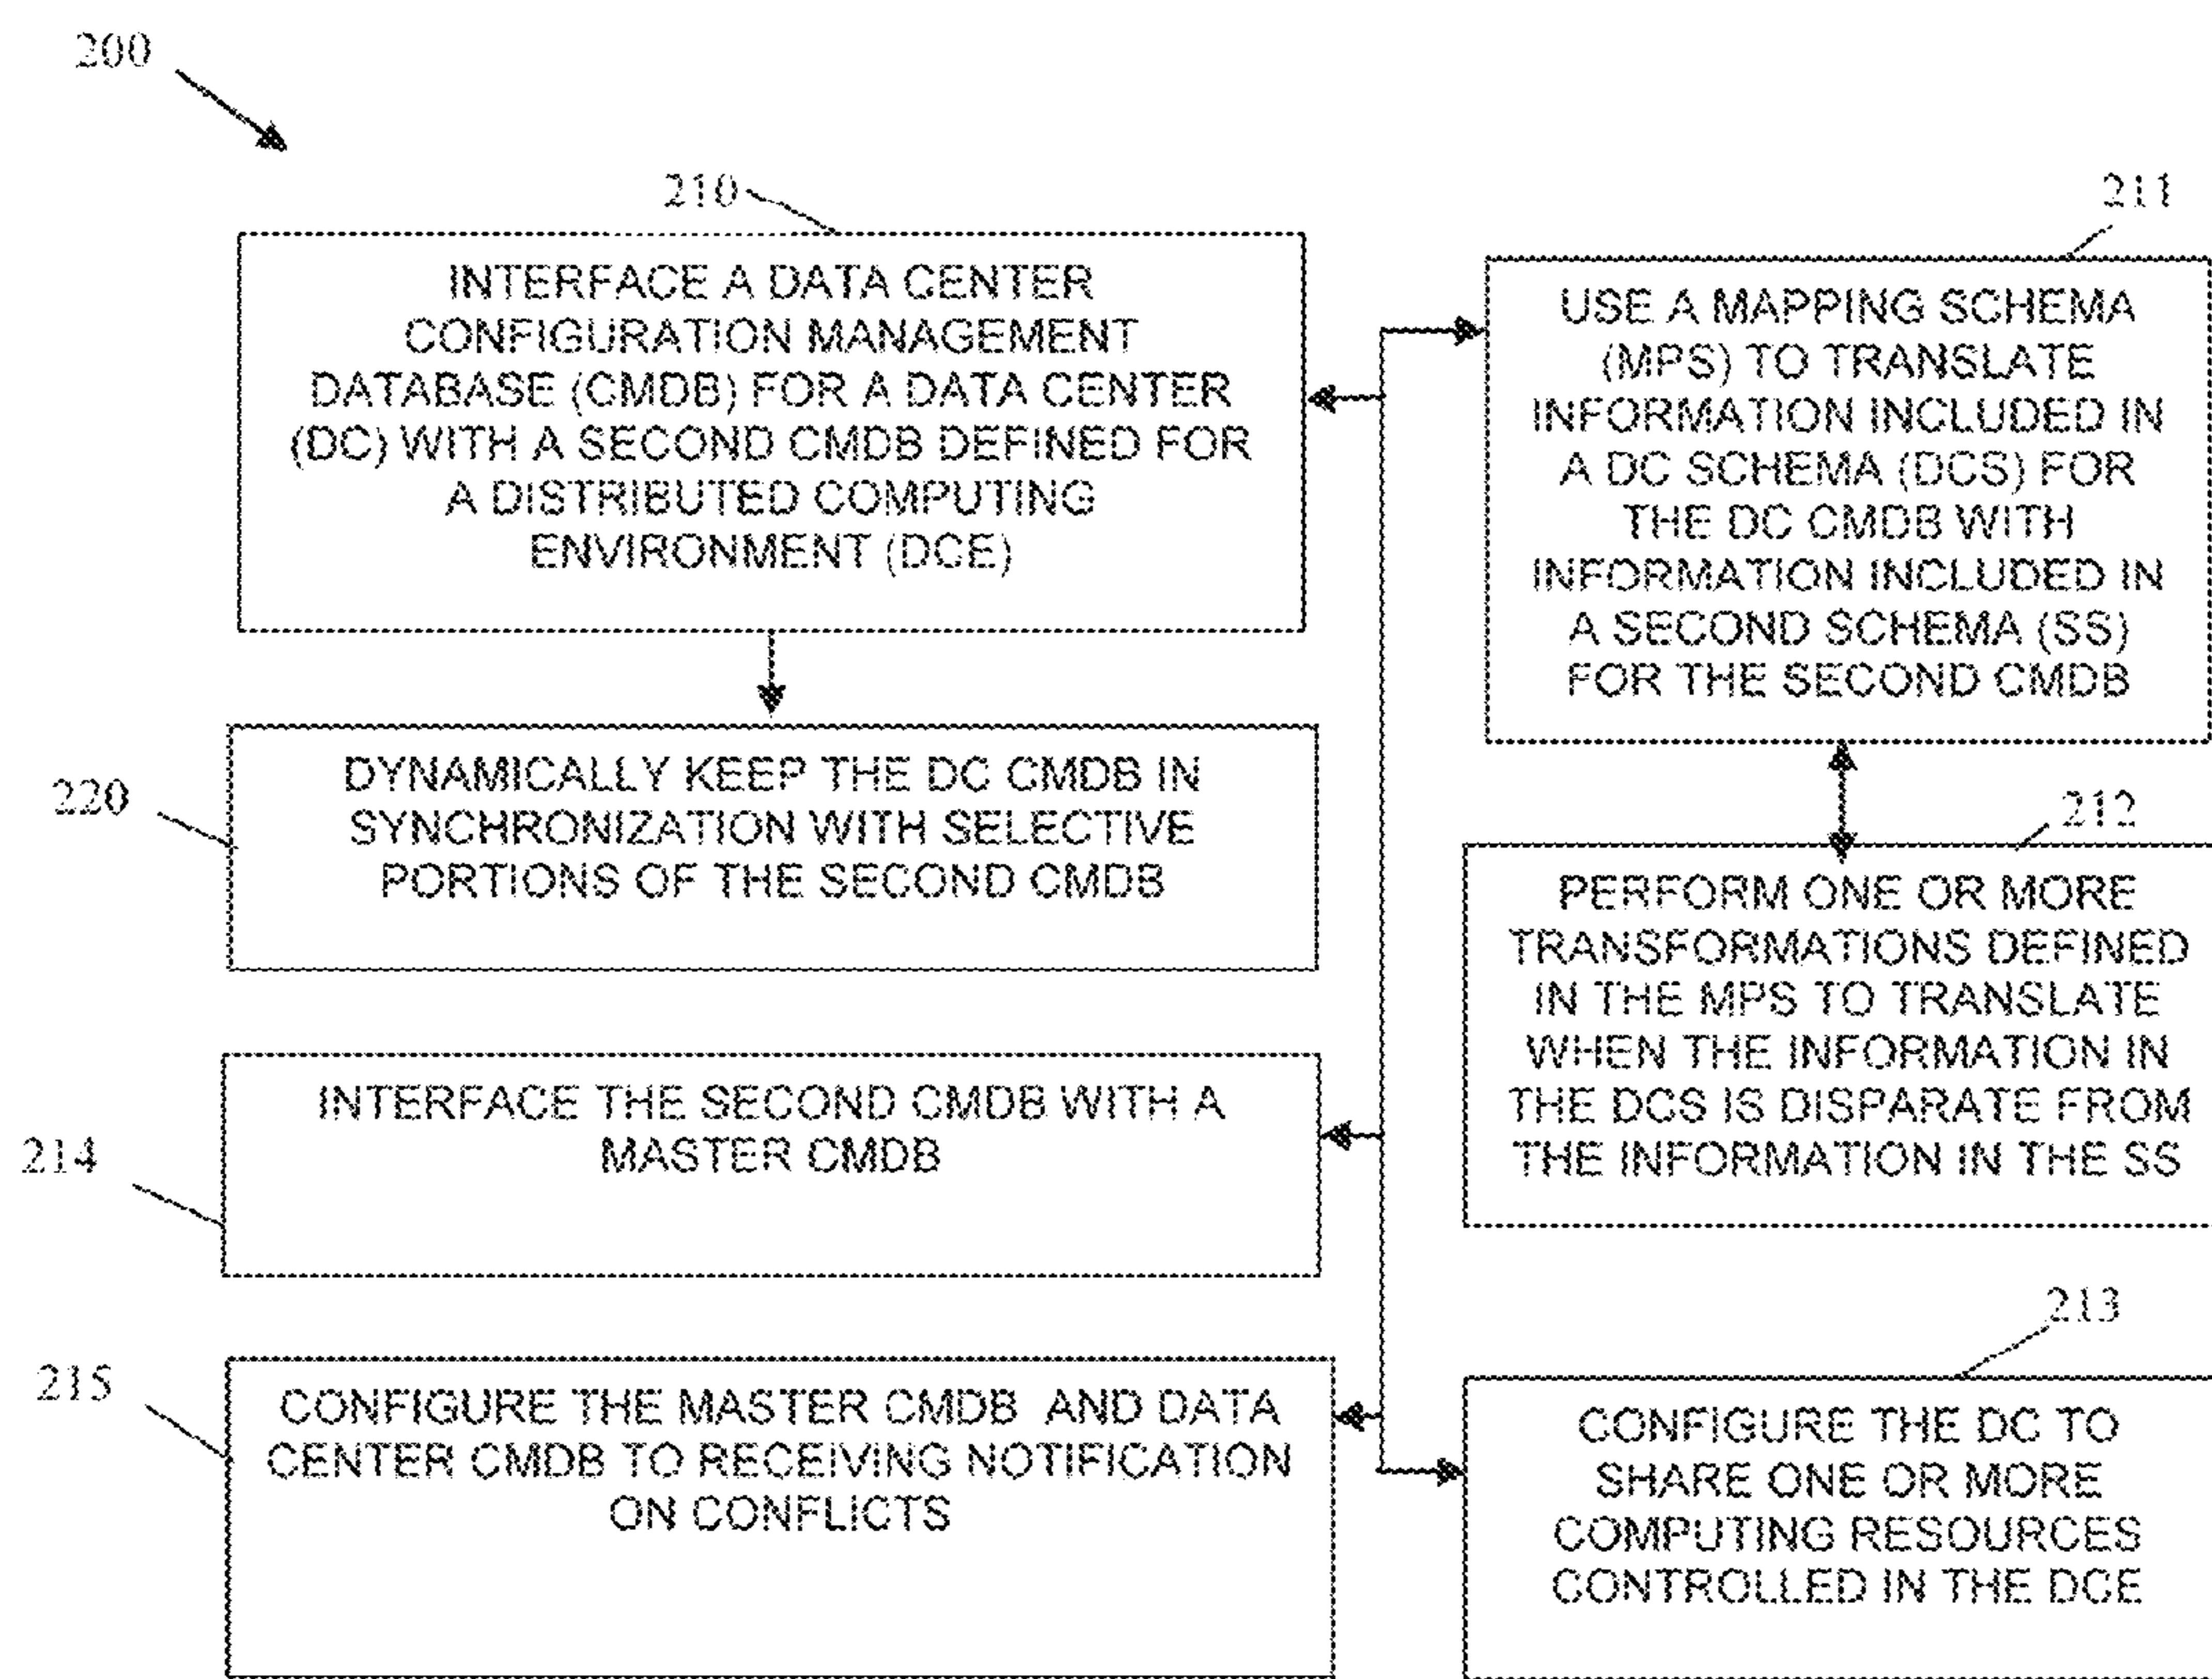 200
210
INTERFACE A DATA CENTER
CONFIGURATION MANAGEMENT
DATABASE (CMDB) FOR A DATA CENTER
(DC) WITH A SECOND CMDB DEFINED FOR
A DISTRIBUTED COMPUTING
ENVIRONMENT (DCE)
211
USE A MAPPING SCHEMA
(MPS) TO TRANSLATE
INFORMATION INCLUDED IN
A DC SCHEMA (DCS) FOR
THE DC CMDB WITH
INFORMATION INCLUDED IN
A SECOND SCHEMA (SS)
FOR THE SECOND CMDB
220
DYNAMICALLY KEEP THE DC CMDB IN
SYNCHRONIZATION WITH SELECTIVE
PORTIONS OF THE SECOND CMDB
212
PERFORM ONE OR MORE
TRANSFORMATIONS DEFINED
IN THE MPS TO TRANSLATE
WHEN THE INFORMATION IN
THE DCS IS DISPARATE FROM
THE INFORMATION IN THE SS
214
INTERFACE THE SECOND CMDB WITH A
MASTER CMDB
215
CONFIGURE THE MASTER CMDB AND DATA
CENTER CMDB TO RECEIVING NOTIFICATION
ON CONFLICTS
213
CONFIGURE THE DC TO
SHARE ONE OR MORE
COMPUTING RESOURCES
CONTROLLED IN THE DCE